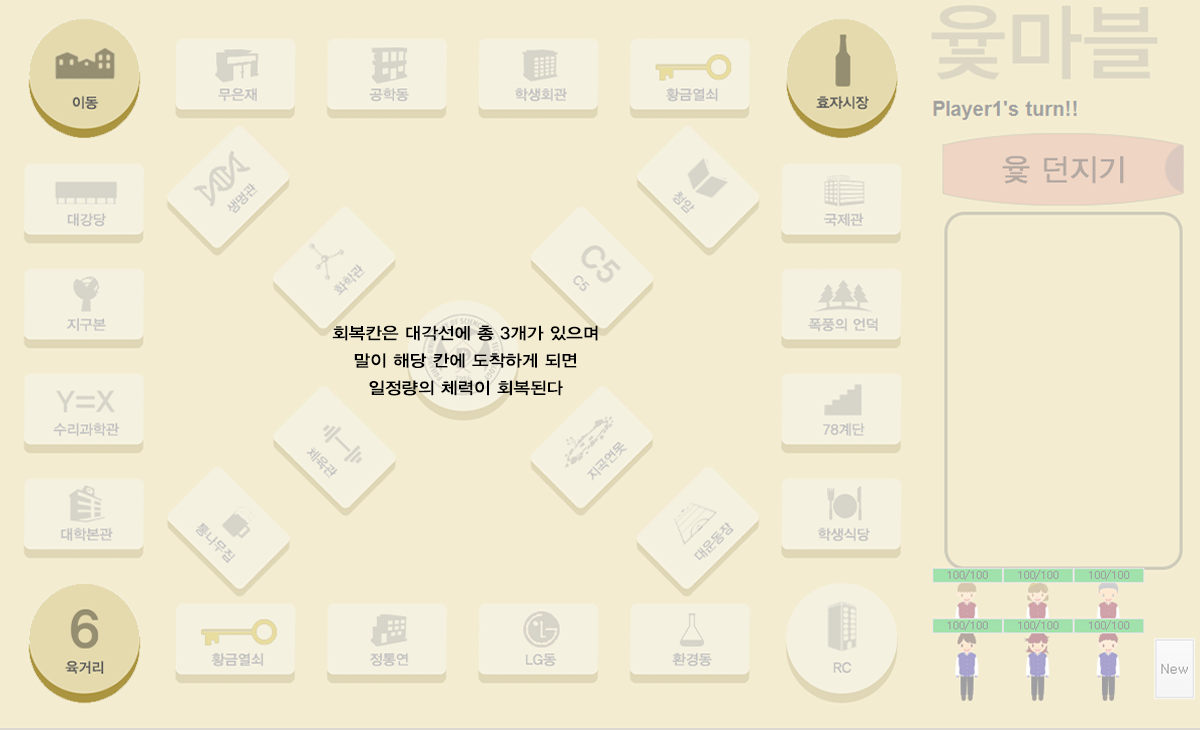 윷마블
Player1's turn!!
윷 던지기
이동
무은재
공학동
학생회관
황금열쇠
효자시장
대강당
생명관
청암
국제관
화학관
C5
C5
지구본
폭풍의 언덕
회복칸은 대각선에 총 3개가 있으며
말이 해당 칸에 도착하게 되면
일정량의 체력이 회복된다
Y=X
수리과학관
78계단
체육관
지곡연못
대학본관
통나무집
대운동장
학생식당
6
육거리
황금열쇠
정통연
LG동
환경동
RC
100/100 100/100 100/100
100/100 100/100 100/100
New